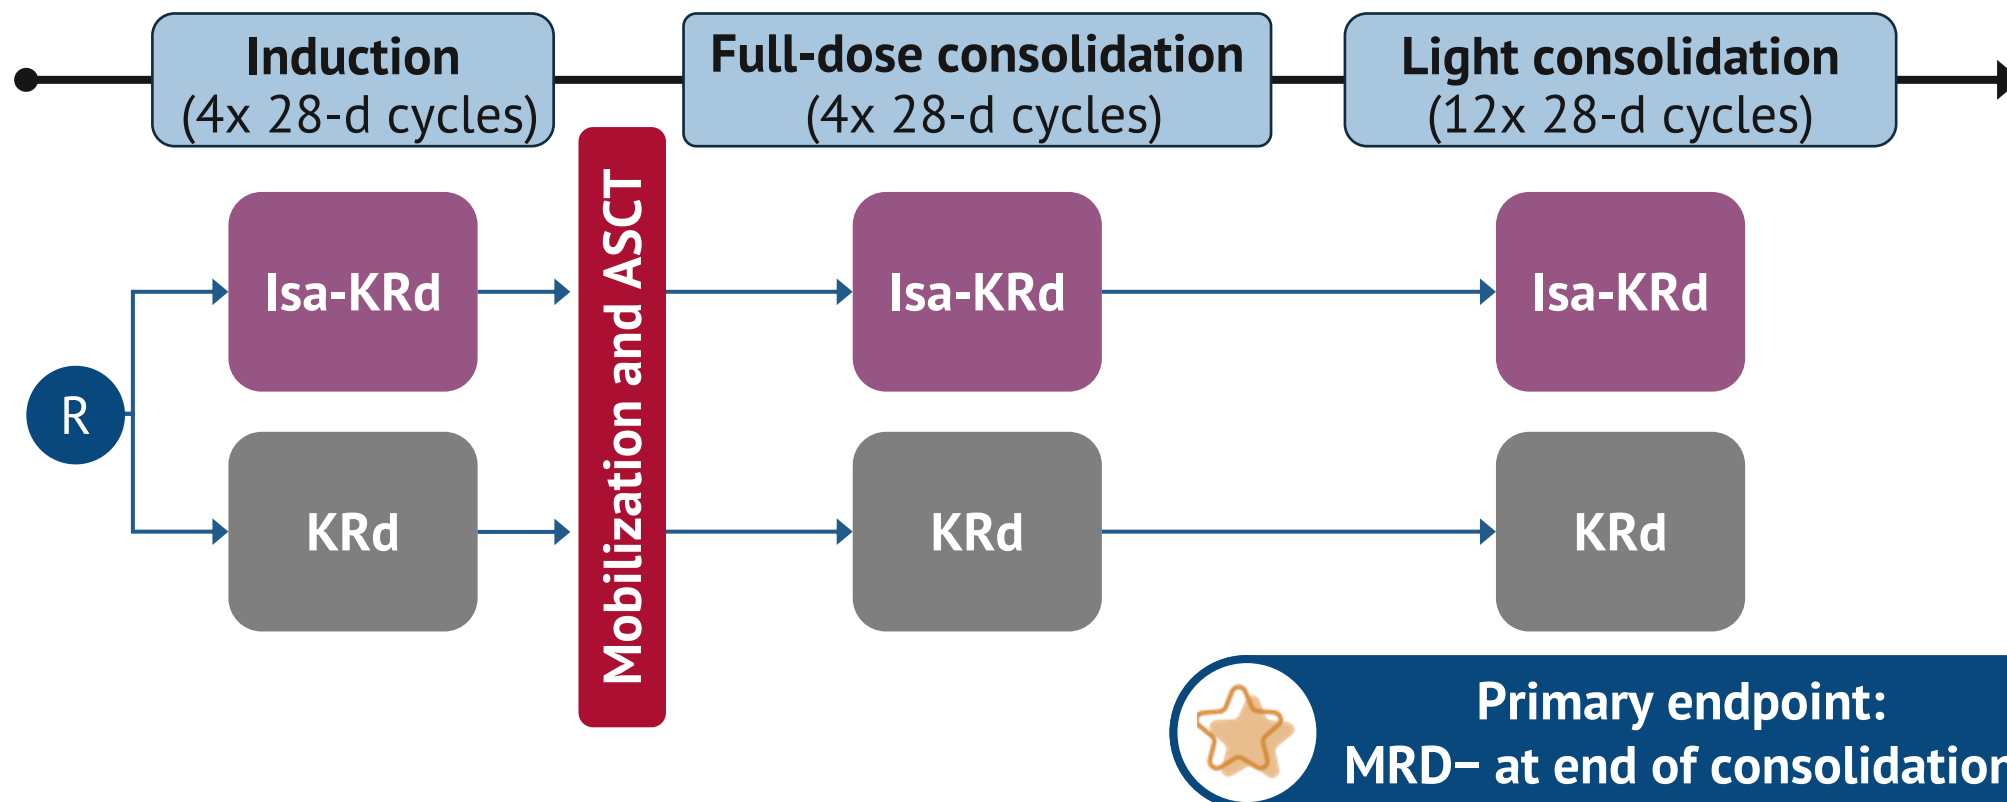 Induction
(4x 28-d cycles)
Full-dose consolidation
(4x 28-d cycles)
Light consolidation
(12x 28-d cycles)
Mobilization and ASCT
R
Isa-KRd
Isa-KRd
Isa-KRd
KRd
KRd
KRd
Primary endpoint:
MRD− at end of consolidation